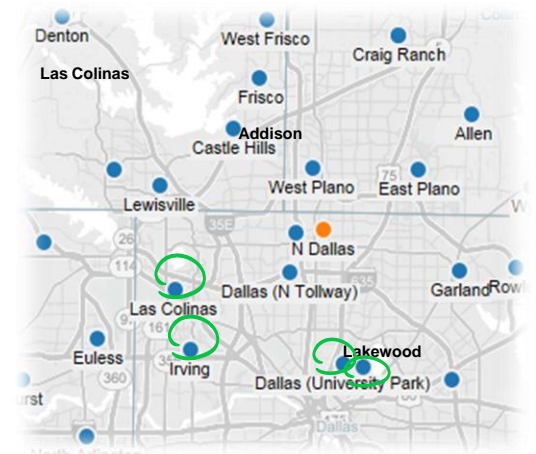 Denton
West Frisco
Craig Ranch
Las Colinas
Frisco
Addison
Castle Hills
Allen
West Plano
75
East Plano
Lewisville
35E
N Dallas
26
114
635
Las Colinas
Dallas (N Tollway)
Garland
161
Lakewood
Euless
Irving
360
Dallas (University Park)
Dallas